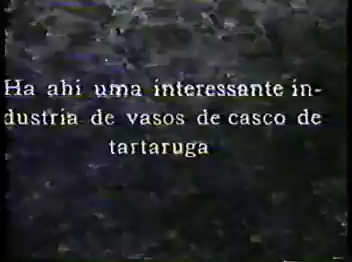 Ha ahi uma interessante in-
dustria de vasos de casco de
tartaruga